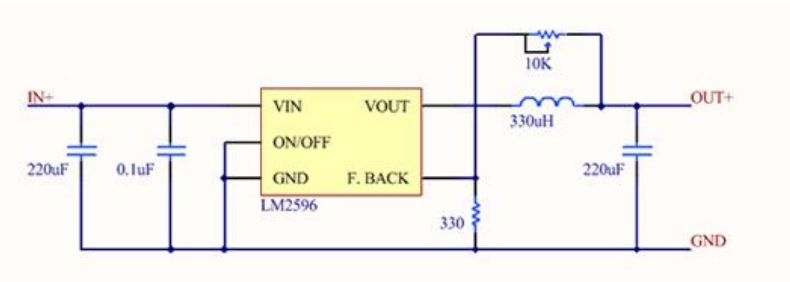 10K
IN+
VIN
VOUT
330uH
OUT+
220uF
0.1uF
ON/OFF
GND
F. BACK
220uF
LM2596
330
GND